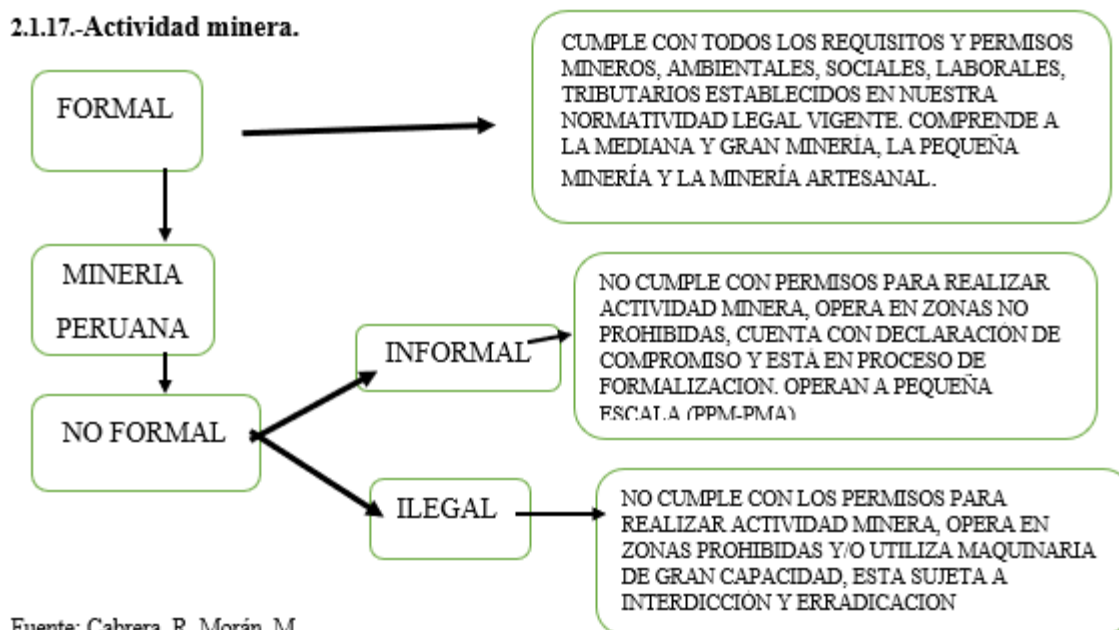 2.1.17.-Actividad minera.
FORMAL
CUMPLE CON TODOS LOS REQUISITOS Y PERMISOS
MINEROS, AMBIENTALES, SOCIALES, LABORALES,
TRIBUTARIOS ESTABLECIDOS EN NUESTRA
NORMATIVIDAD LEGAL VIGENTE. COMPRENDE A
LA MEDIANA Y GRAN MINERÍA, LA PEQUEÑA
MINERÍA Y LA MINERÍA ARTESANAL.
MINERIA
PERUANA
NO FORMAL
INFORMAL
NO CUMPLE CON PERMISOS PARA REALIZAR
ACTIVIDAD MINERA, OPERA EN ZONAS NO
PROHIBIDAS, CUENTA CON DECLARACIÓN DE
COMPROMISO Y ESTÁ EN PROCESO DE
FORMALIZACION. OPERAN A PEQUEÑA
ESCALA (PPM-PMA)
ILEGAL
NO CUMPLE CON LOS PERMISOS PARA
REALIZAR ACTIVIDAD MINERA, OPERA EN
ZONAS PROHIBIDAS Y/O UTILIZA MAQUINARIA
DE GRAN CAPACIDAD, ESTA SUJETA A
INTERDICCIÓN Y ERRADICACION
Fuente: Cabrera, R. Morán, M.